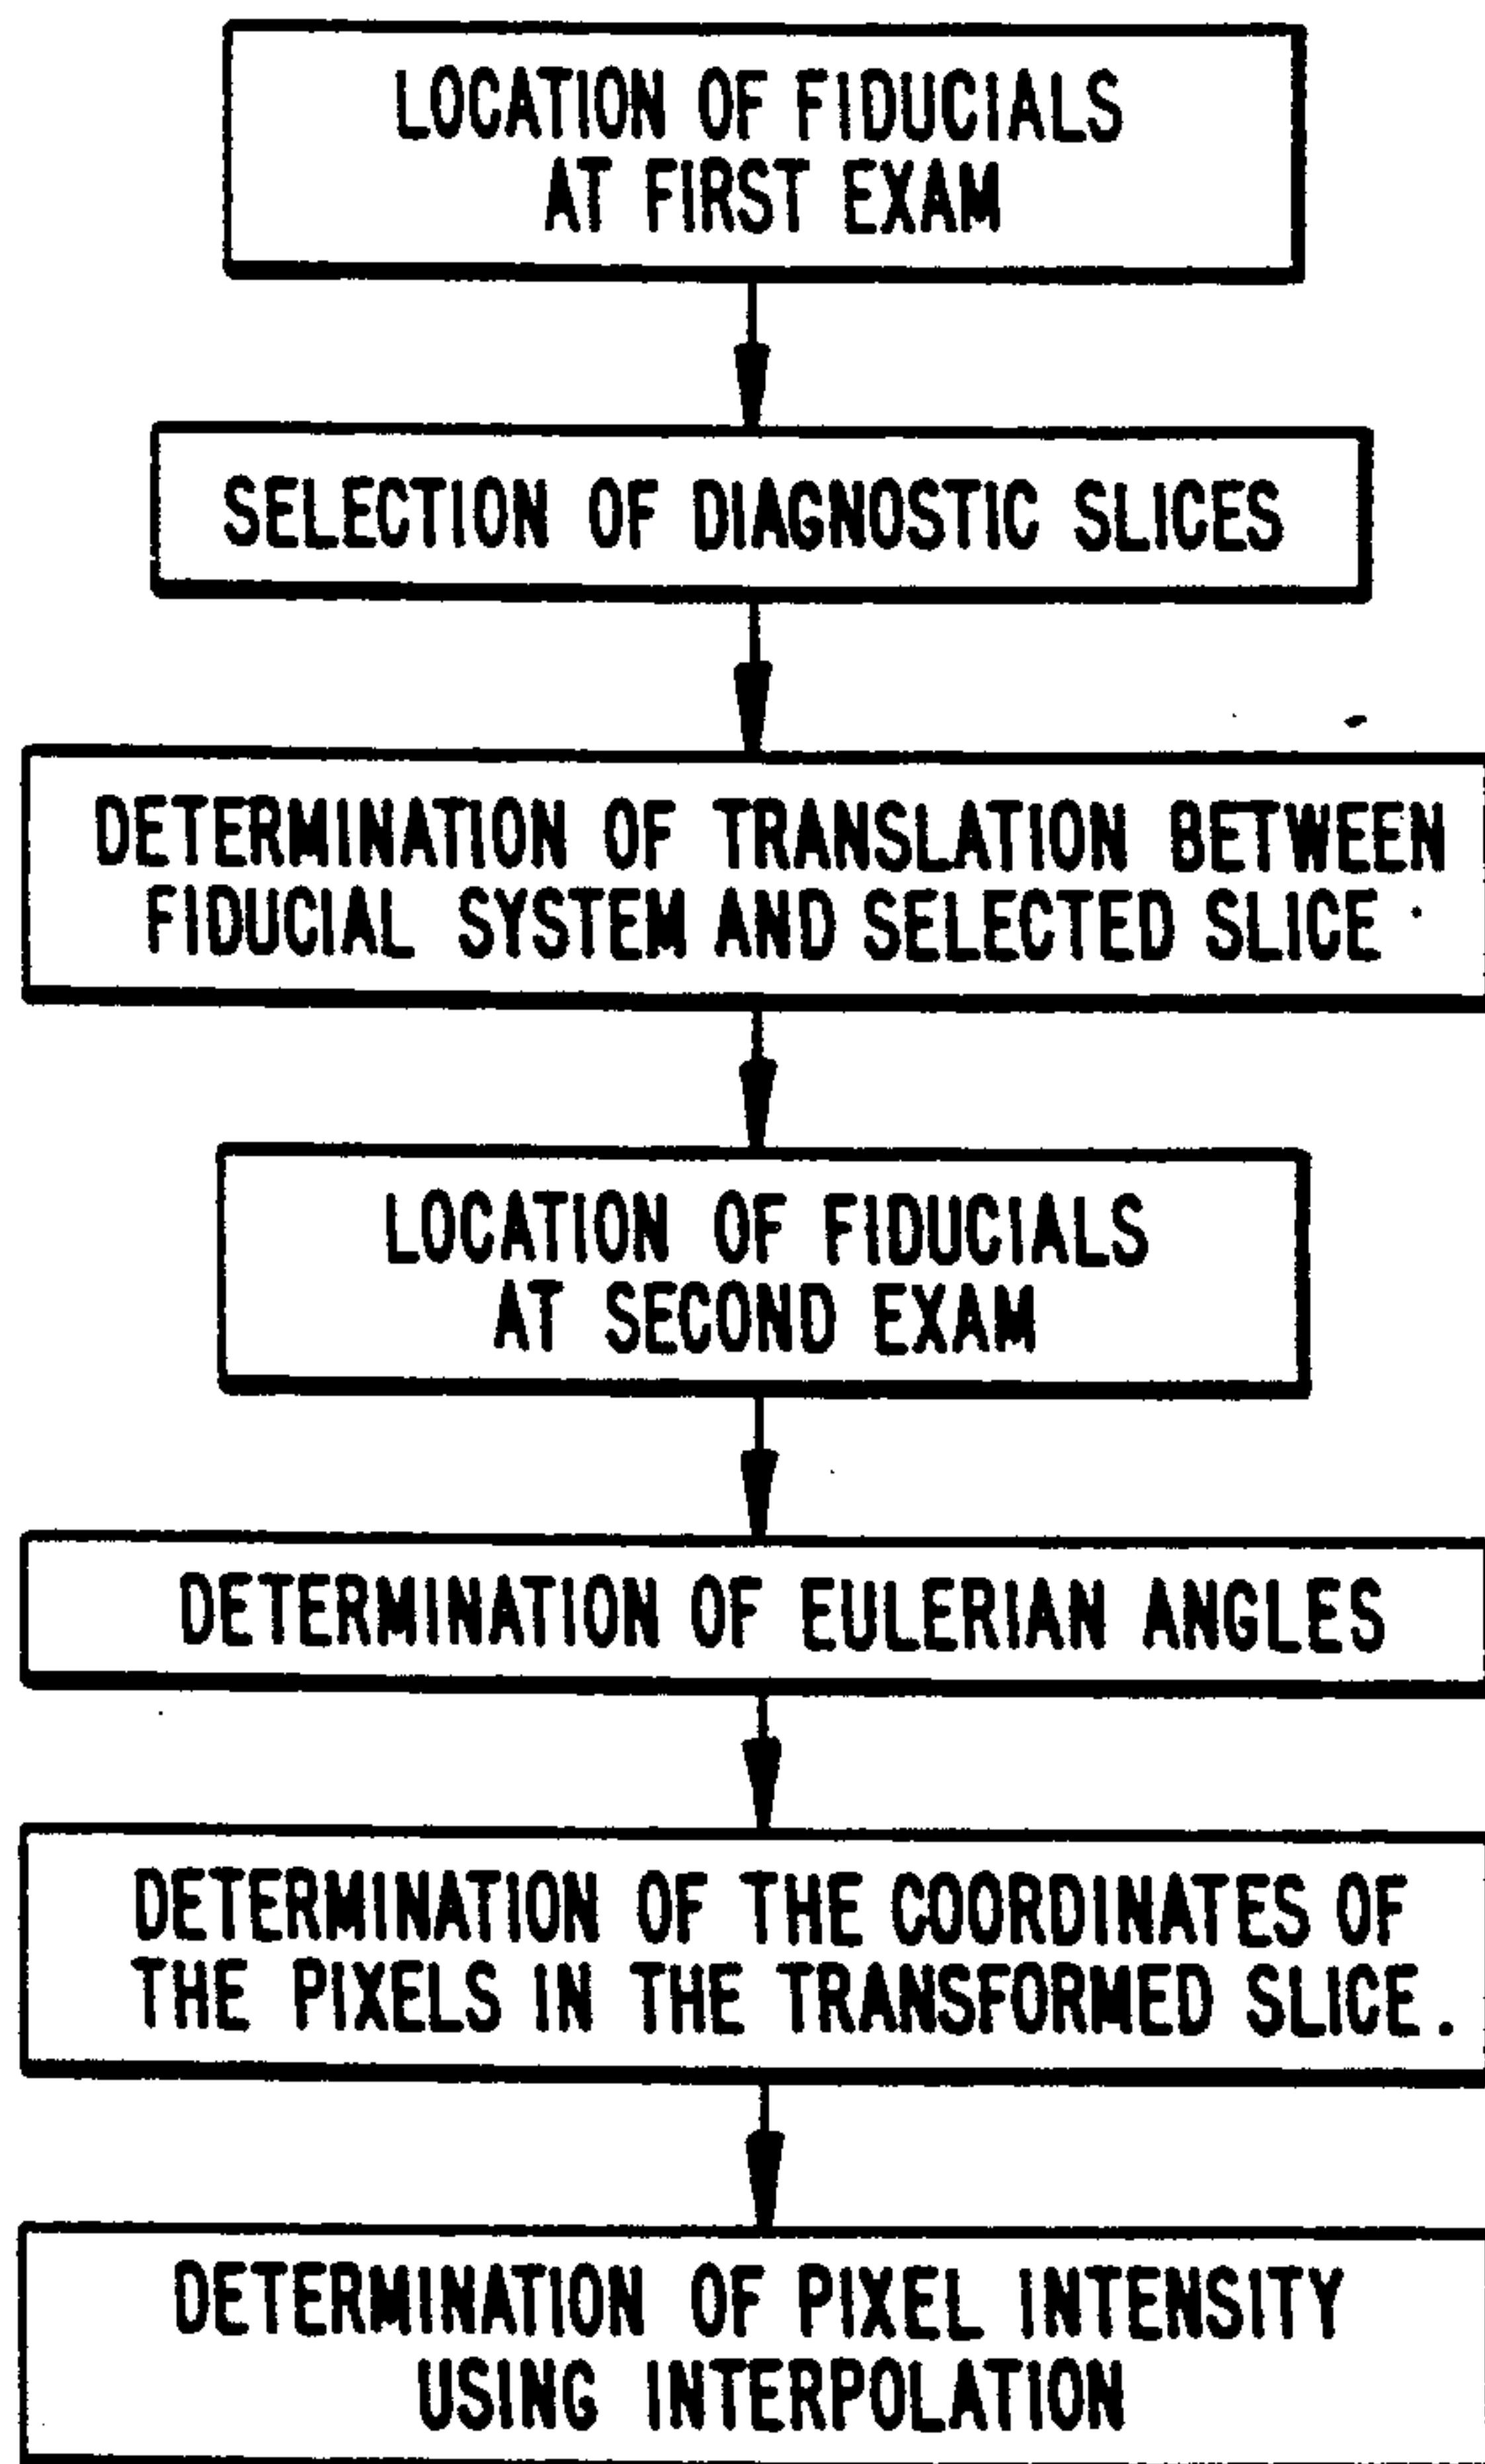 LOCATION OF FIDUCIALS
AT FIRST EXAM
SELECTION OF DIAGNOSTIC SLICES
DETERMINATION OF TRANSLATION BETWEEN
FIDUCIAL SYSTEM AND SELECTED SLICE
LOCATION OF FIDUCIALS
AT SECOND EXAM
DETERMINATION OF EULERIAN ANGLES
DETERMINATION OF THE COORDINATES OF
THE PIXELS IN THE TRANSFORMED SLICE.
DETERMINATION OF PIXEL INTENSITY
USING INTERPOLATION